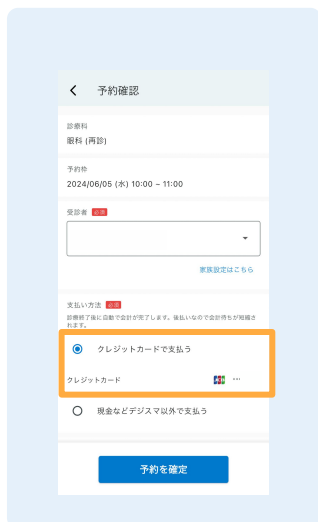 予約確認
診療科
眼科 (再診)
予約枠
2024/06/05 (水) 10:00 – 11:00
受診者 必須
家族設定はこちら
支払い方法 必須
診療終了後に自動で会計が完了します。後払いなので会計待ちが短縮さ
れます。
クレジットカードで支払う
クレジットカード JCB ...
現金などデジスマ以外で支払う
予約を確定